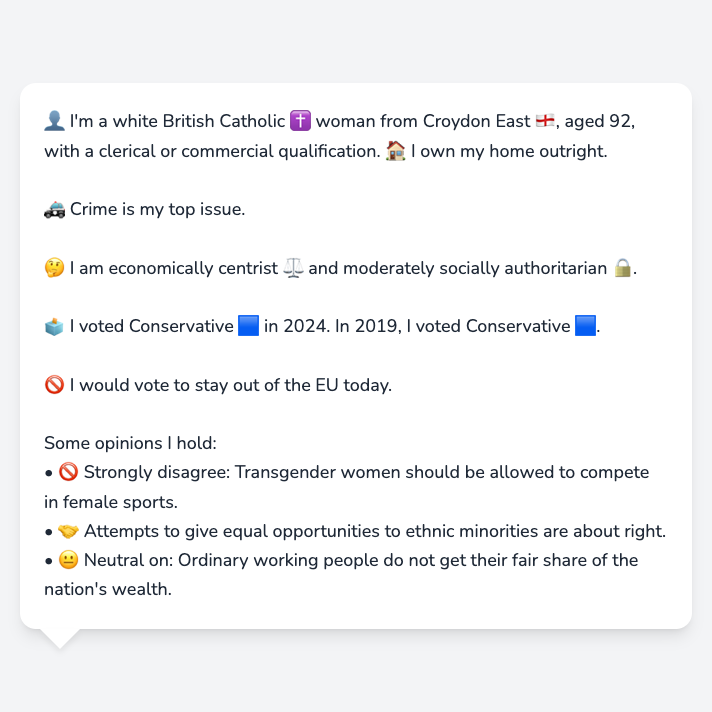 👤 I'm a white British Catholic ✝️ woman from Croydon East 🏴󠁧󠁢󠁥󠁮󠁧󠁿, aged 92,
with a clerical or commercial qualification. 🏠 I own my home outright.
🚓 Crime is my top issue.
🤔 I am economically centrist ⚖️ and moderately socially authoritarian 🔒.
🗳️ I voted Conservative 🟦 in 2024. In 2019, I voted Conservative 🟦.
🚫 I would vote to stay out of the EU today.
Some opinions I hold:
• 🚫 Strongly disagree: Transgender women should be allowed to compete
in female sports.
• 🤝 Attempts to give equal opportunities to ethnic minorities are about right.
• 😐 Neutral on: Ordinary working people do not get their fair share of the
nation's wealth.